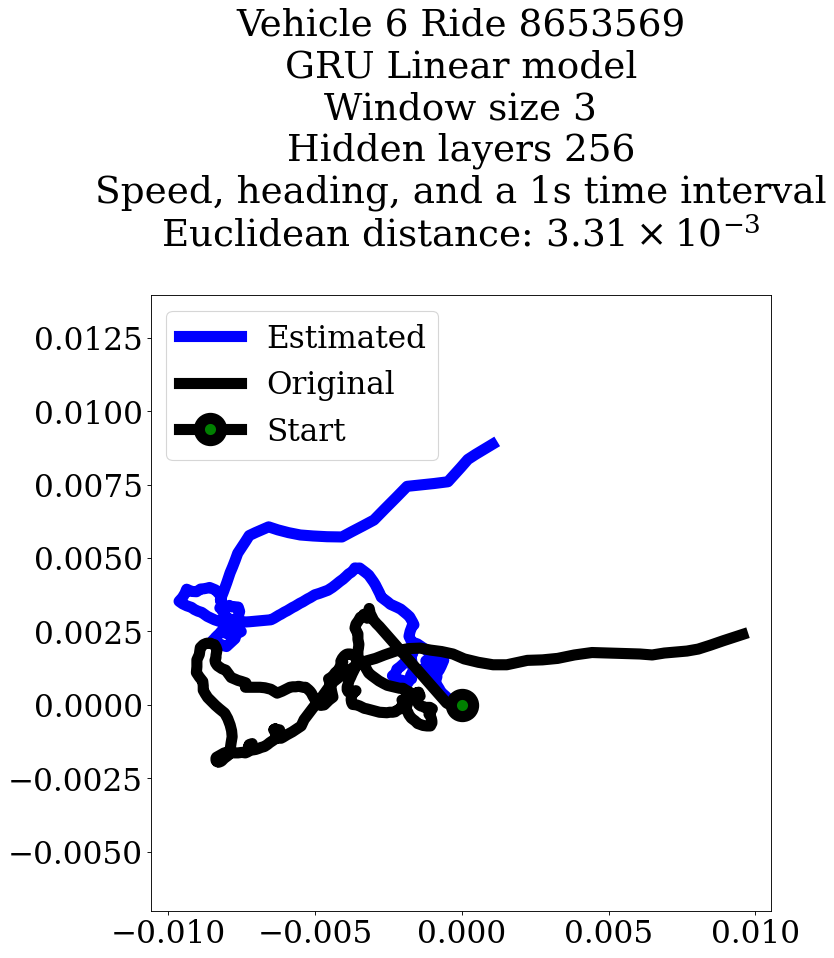 Vehicle 6 Ride 8653569
GRU Linear model
Window size 3
Hidden layers 256
Speed, heading, and a 1s time interval
Euclidean distance: 3.31 × 10⁻³
Estimated
Original
Start
0.0125
0.0100
0.0075
0.0050
0.0025
0.0000
−0.0025
−0.0050
−0.010 −0.005 0.000 0.005 0.010